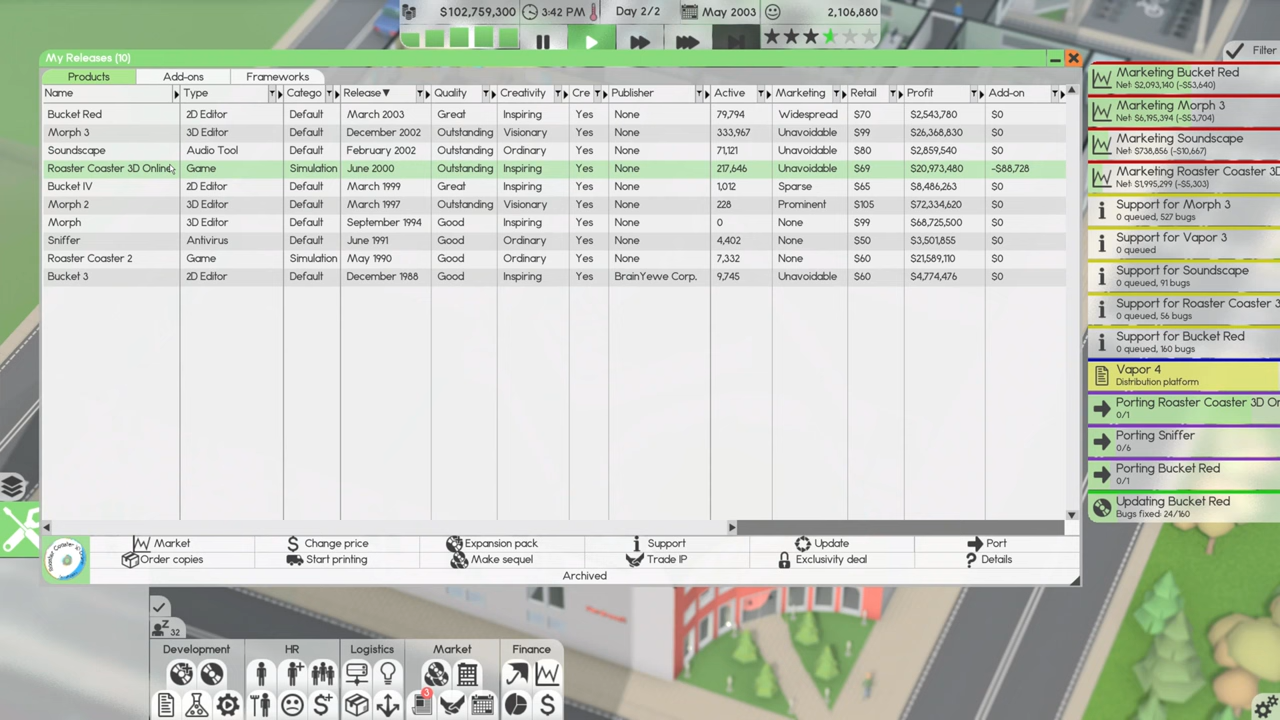 $102,759,300 3:42 PM Day 2/2 May 2003 2,106,880
My Releases (10)
Filter
Products Add-ons Frameworks
Name Type Catego Release▼ Quality Creativity Cre Publisher Active Marketing Retail Profit Add-on
Bucket Red 2D Editor Default March 2003 Great Inspiring Yes None 79,794 Widespread $70 $2,543,780 $0
Morph 3 3D Editor Default December 2002 Outstanding Visionary Yes None 333,967 Unavoidable $99 $26,368,830 $0
Soundscape Audio Tool Default February 2002 Outstanding Ordinary Yes None 71,121 Unavoidable $80 $2,859,540 $0
Roaster Coaster 3D Online Game Simulation June 2000 Outstanding Inspiring Yes None 217,646 Unavoidable $69 $20,973,480 -$88,728
Bucket IV 2D Editor Default March 1999 Great Inspiring Yes None 1,012 Sparse $65 $8,486,263 $0
Morph 2 3D Editor Default March 1997 Outstanding Visionary Yes None 228 Prominent $105 $72,334,620 $0
Morph 3D Editor Default September 1994 Good Inspiring Yes None 0 None $99 $68,725,500 $0
Sniffer Antivirus Default June 1991 Good Ordinary Yes None 4,402 None $50 $3,501,855 $0
Roaster Coaster 2 Game Simulation May 1990 Good Ordinary Yes None 7,332 None $60 $21,589,110 $0
Bucket 3 2D Editor Default December 1988 Good Inspiring Yes BrainYewe Corp. 9,745 Unavoidable $60 $4,774,476 $0
Marketing Bucket Red
Net: $2,093,140 (-$53,640)
Marketing Morph 3
Net: $6,195,394 (-$53,704)
Marketing Soundscape
Net: $738,856 (-$10,667)
Marketing Roaster Coaster 3D
Net: $1,995,299 (-$5,303)
Support for Morph 3
0 queued, 527 bugs
Support for Vapor 3
0 queued
Support for Soundscape
0 queued, 91 bugs
Support for Roaster Coaster 3
0 queued, 56 bugs
Support for Bucket Red
0 queued, 160 bugs
Vapor 4
Distribution platform
Porting Roaster Coaster 3D On
0/1
Porting Sniffer
0/6
Porting Bucket Red
0/1
Updating Bucket Red
Bugs fixed: 24/160
Market Change price Expansion pack Support Update Port
Order copies Start printing Make sequel Trade IP Exclusivity deal Details
Archived
32
Development HR Logistics Market Finance
3